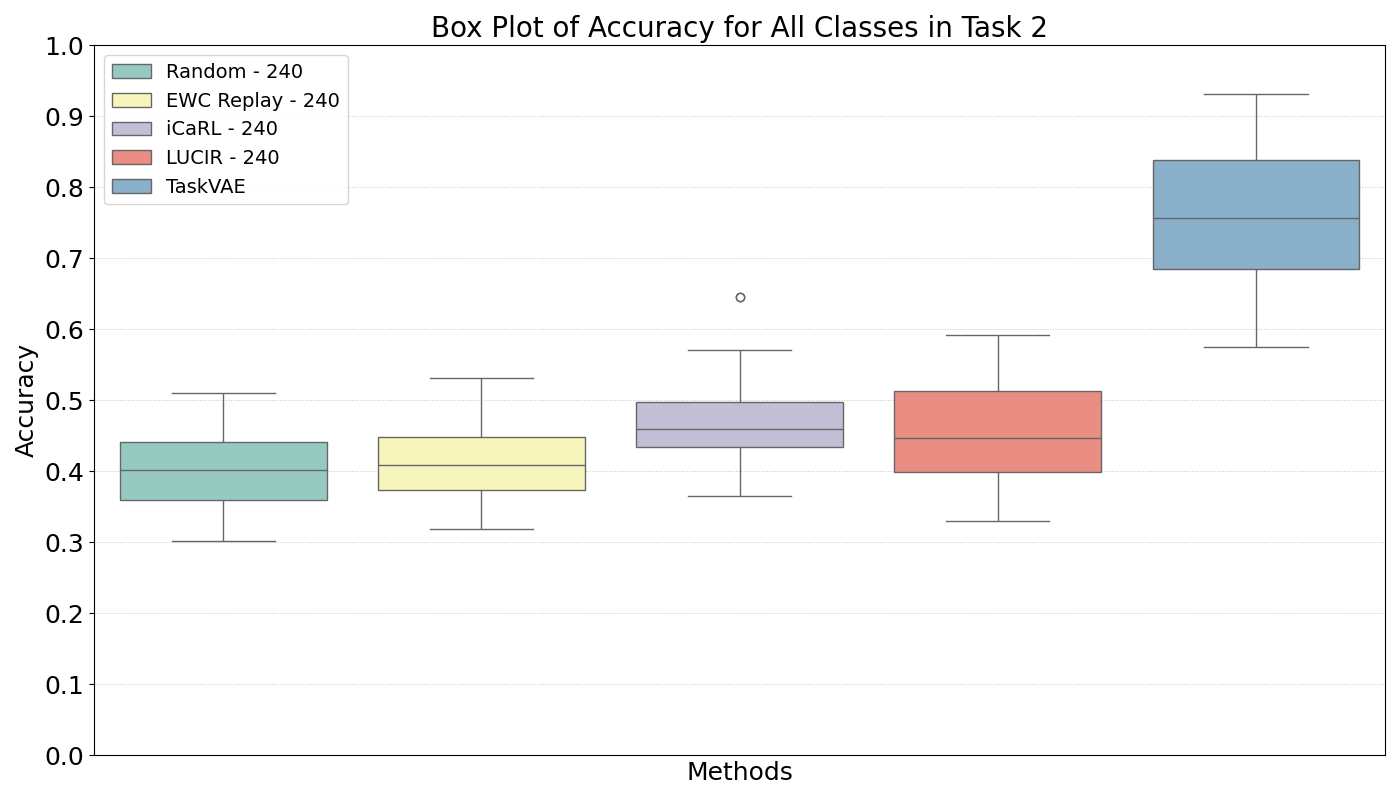 Box Plot of Accuracy for All Classes in Task 2
1.0
0.9
0.8
0.7
0.6
0.5
0.4
0.3
0.2
0.1
0.0
Accuracy
Random - 240
EWC Replay - 240
iCaRL - 240
LUCIR - 240
TaskVAE
Methods